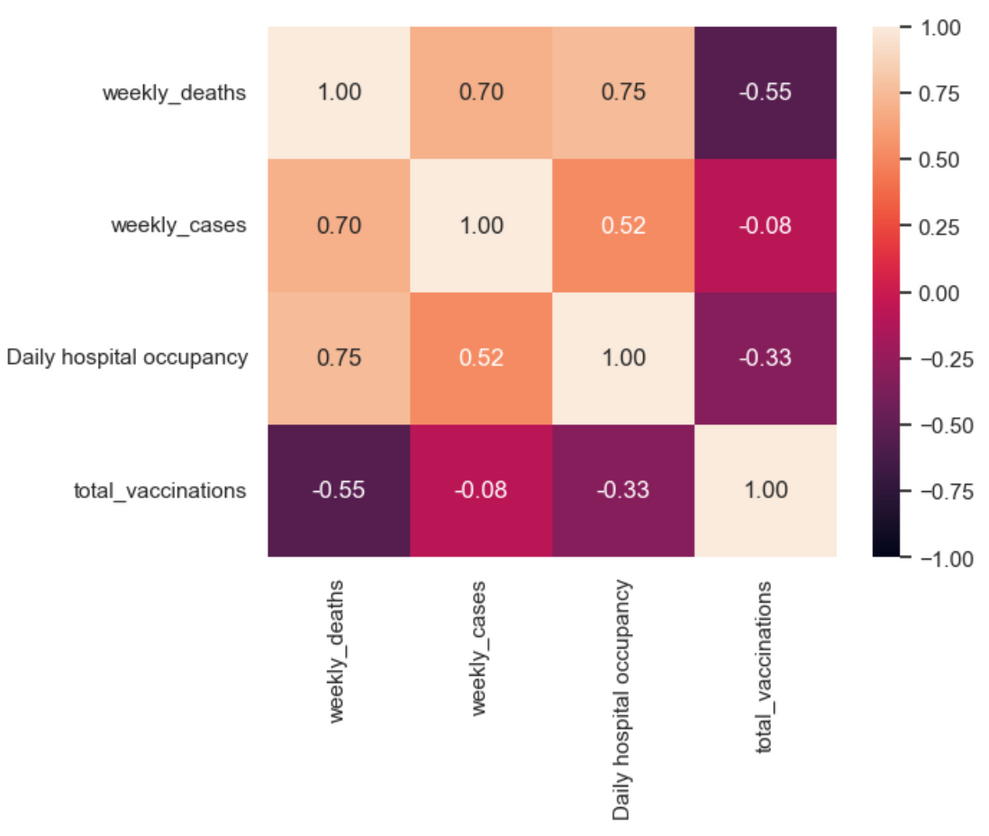 weekly_deaths 1.00 0.70 0.75 -0.55
weekly_cases 0.70 1.00 0.52 -0.08
Daily hospital occupancy 0.75 0.52 1.00 -0.33
total_vaccinations -0.55 -0.08 -0.33 1.00
weekly_deaths
weekly_cases
Daily hospital occupancy
total_vaccinations
1.00
0.75
0.50
0.25
0.00
−0.25
−0.50
−0.75
−1.00